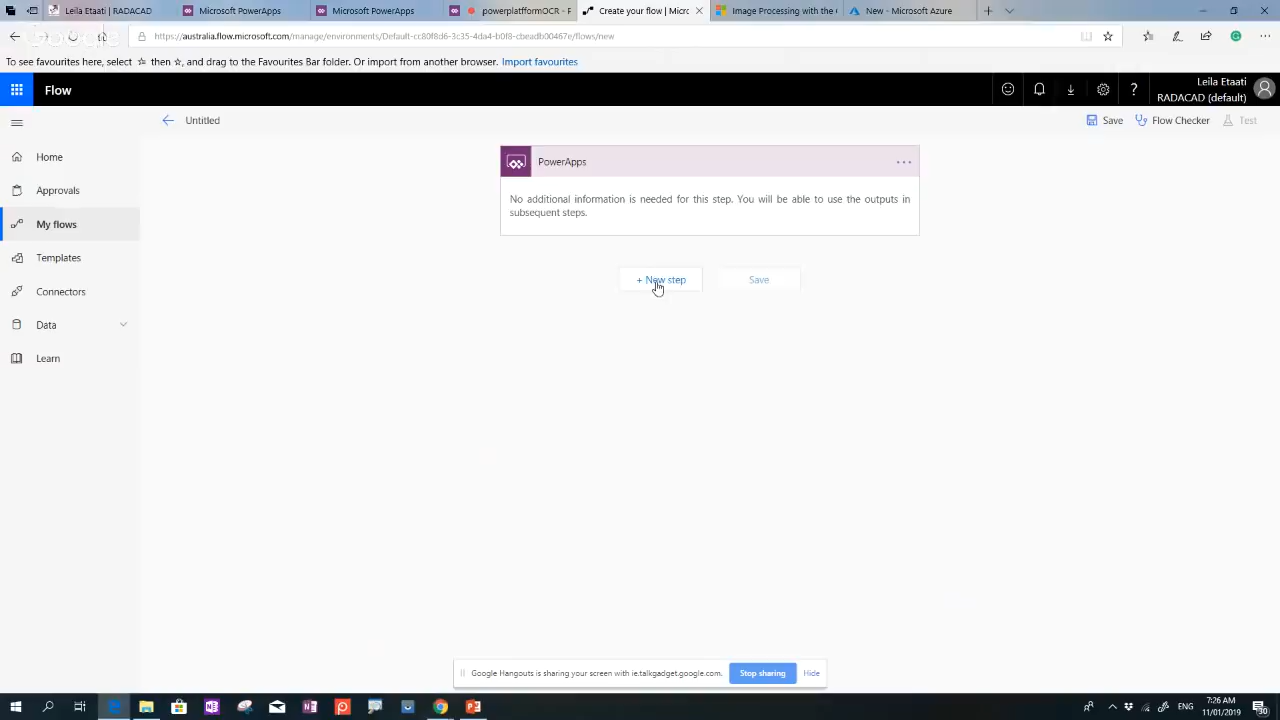 Leila Etaati | RADACAD
Microsoft PowerApps
Microsoft PowerApps
powerplatformOCR - P
Create your flow | Micro
Image Processing with the
New - Microsoft Azure
https://australia.flow.microsoft.com/manage/environments/Default-cc80f8d6-3c35-4da4-b0f8-cbeadb00467e/flows/new
To see favourites here, select ☆ then ☆, and drag to the Favourites Bar folder. Or import from another browser. Import favourites
Flow
?
Leila Etaati
RADACAD (default)
Untitled
Save
Flow Checker
Test
Home
Approvals
My flows
Templates
Connectors
Data
Learn
PowerApps
No additional information is needed for this step. You will be able to use the outputs in
subsequent steps.
+ New step
Save
Google Hangouts is sharing your screen with ie.talkgadget.google.com.
Stop sharing
Hide
ENG
7:26 AM
11/01/2019
30